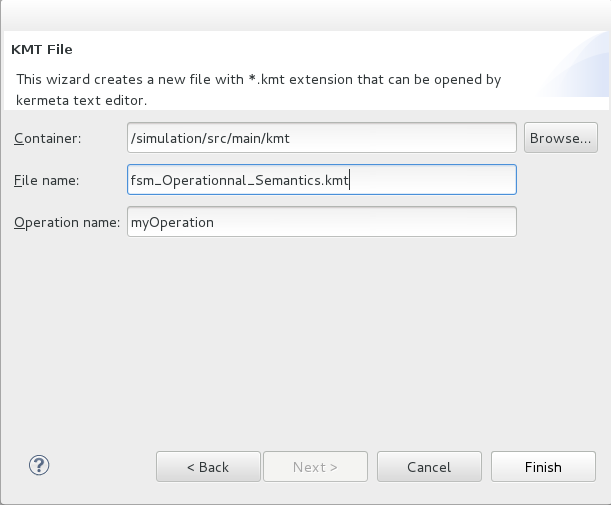 KMT File
This wizard creates a new file with *.kmt extension that can be opened by
kermeta text editor.
Container: /simulation/src/main/kmt Browse...
File name: fsm_Operationnal_Semantics.kmt
Operation name: myOperation
? < Back Next > Cancel Finish